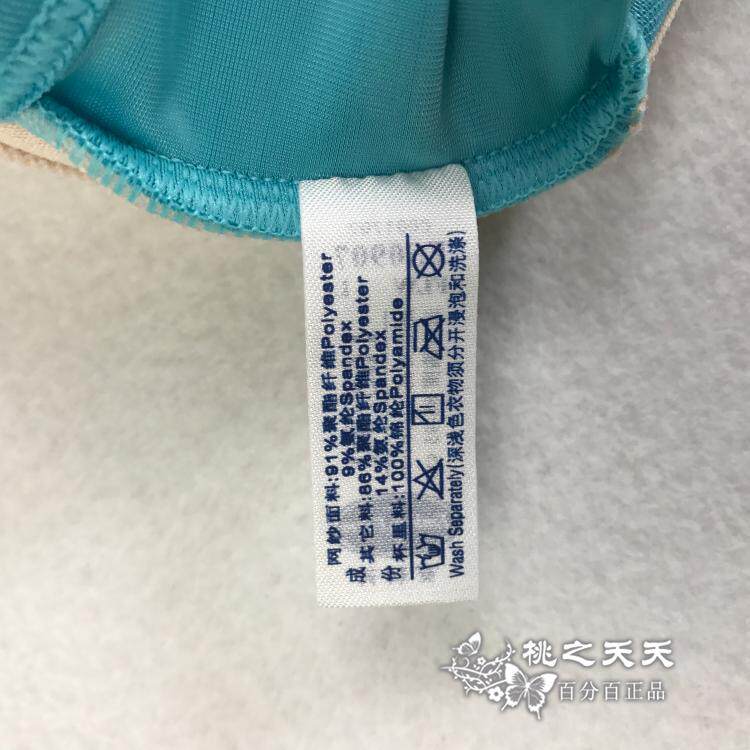 网纱面料:91%聚酯纤维Polyester
9%氨纶Spandex
成 其它料:86%聚酯纤维Polyester
14%氨纶Spandex
份 杯里料:100%锦纶Polyamide
Wash Separately(深浅色衣物须分开浸泡和洗涤)
桃之夭夭
百分百正品